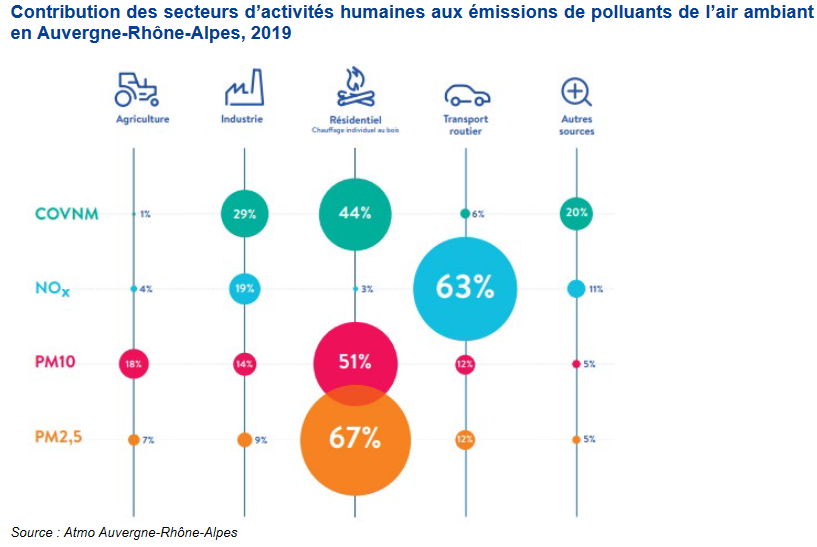 Contribution des secteurs d’activités humaines aux émissions de polluants de l’air ambiant
en Auvergne-Rhône-Alpes, 2019
Agriculture
Industrie
Résidentiel
Chauffage individuel au bois
Transport
routier
Autres
sources
COVNM 1% 29% 44% 6% 20%
NOx 4% 19% 3% 63% 11%
PM10 18% 14% 51% 12% 5%
PM2,5 7% 9% 67% 12% 5%
Source : Atmo Auvergne-Rhône-Alpes